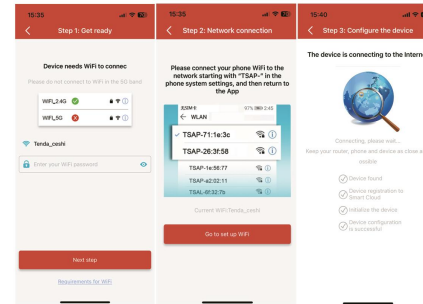 15:35
Step 1: Get ready
Device needs WiFi to connec
Please do not connect to WiFi in the 5G band
WIFI_2.4G
WIFI_5G
Tenda_ceshi
Enter your WiFi password
Next step
Requirements for WiFi
15:35
Step 2: Network connection
Please connect your phone WiFi to the
network starting with "TSAP-" in the
phone system settings, and then return to
the App
WLAN
TSAP-71:1e:3c
TSAP-26:3f:58
TSAP-1e:56:77
TSAP-a2:02:11
TSAL-6f:32:7b
Current WiFi:Tenda_ceshi
Go to set up WiFi
15:40
Step 3: Configure the device
The device is connecting to the Intern
Connecting, please wait...
Keep your router, phone and device as close a
ossible
Device found
Device registration to
Smart Cloud
Initialize the device
Device configuration
is successful